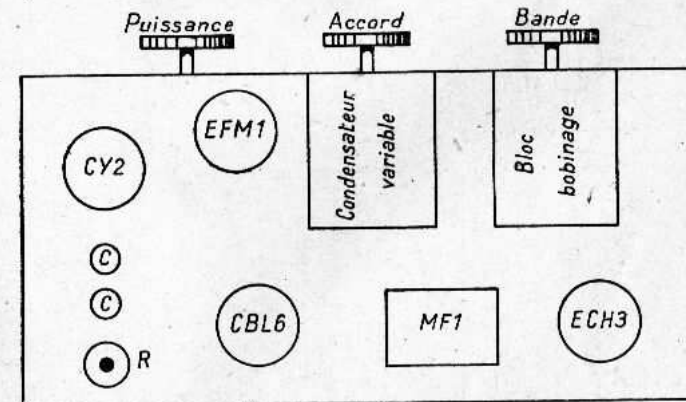 Puissance
Accord
Bande
EFM1
CY2
Condensateur
variable
Bloc
bobinage
C
C
R
CBL6
MF1
ECH3